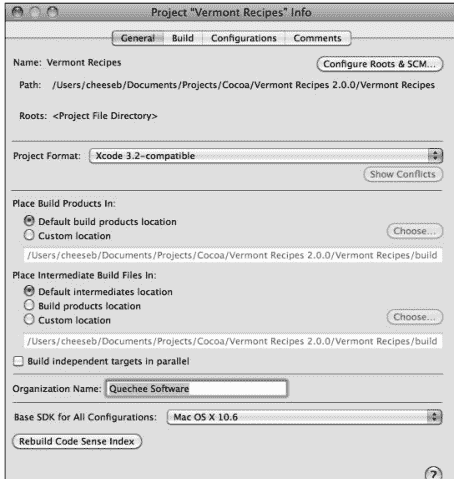 Project "Vermont Recipes" Info
General Build Configurations Comments
Name: Vermont Recipes Configure Roots & SCM...
Path: /Users/cheeseb/Documents/Projects/Cocoa/Vermont Recipes 2.0.0/Vermont Recipes
Roots: <Project File Directory>
Project Format: Xcode 3.2-compatible
Show Conflicts
Place Build Products In:
Default build products location
Custom location Choose...
/Users/cheeseb/Documents/Projects/Cocoa/Vermont Recipes 2.0.0/Vermont Recipes/build
Place Intermediate Build Files In:
Default intermediates location
Build products location
Custom location Choose...
/Users/cheeseb/Documents/Projects/Cocoa/Vermont Recipes 2.0.0/Vermont Recipes/build
Build independent targets in parallel
Organization Name: Quechee Software
Base SDK for All Configurations: Mac OS X 10.6
Rebuild Code Sense Index
?